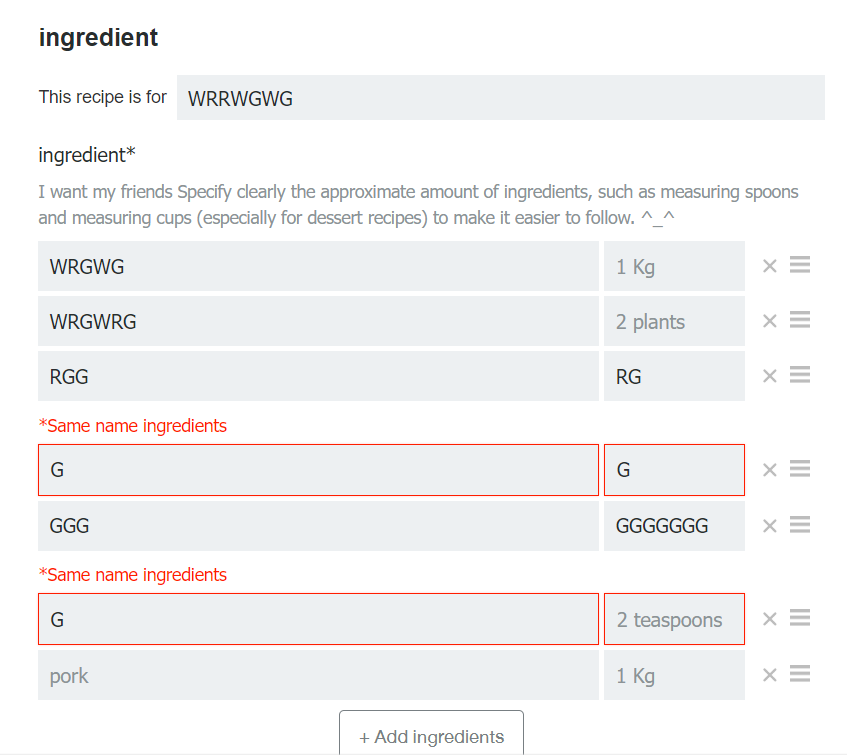 ingredient
This recipe is for WRRWGWG
ingredient*
I want my friends Specify clearly the approximate amount of ingredients, such as measuring spoons
and measuring cups (especially for dessert recipes) to make it easier to follow. ^_^
WRGWG 1 Kg
WRGWRG 2 plants
RGG RG
*Same name ingredients
G G
GGG GGGGGGG
*Same name ingredients
G 2 teaspoons
pork 1 Kg
+ Add ingredients